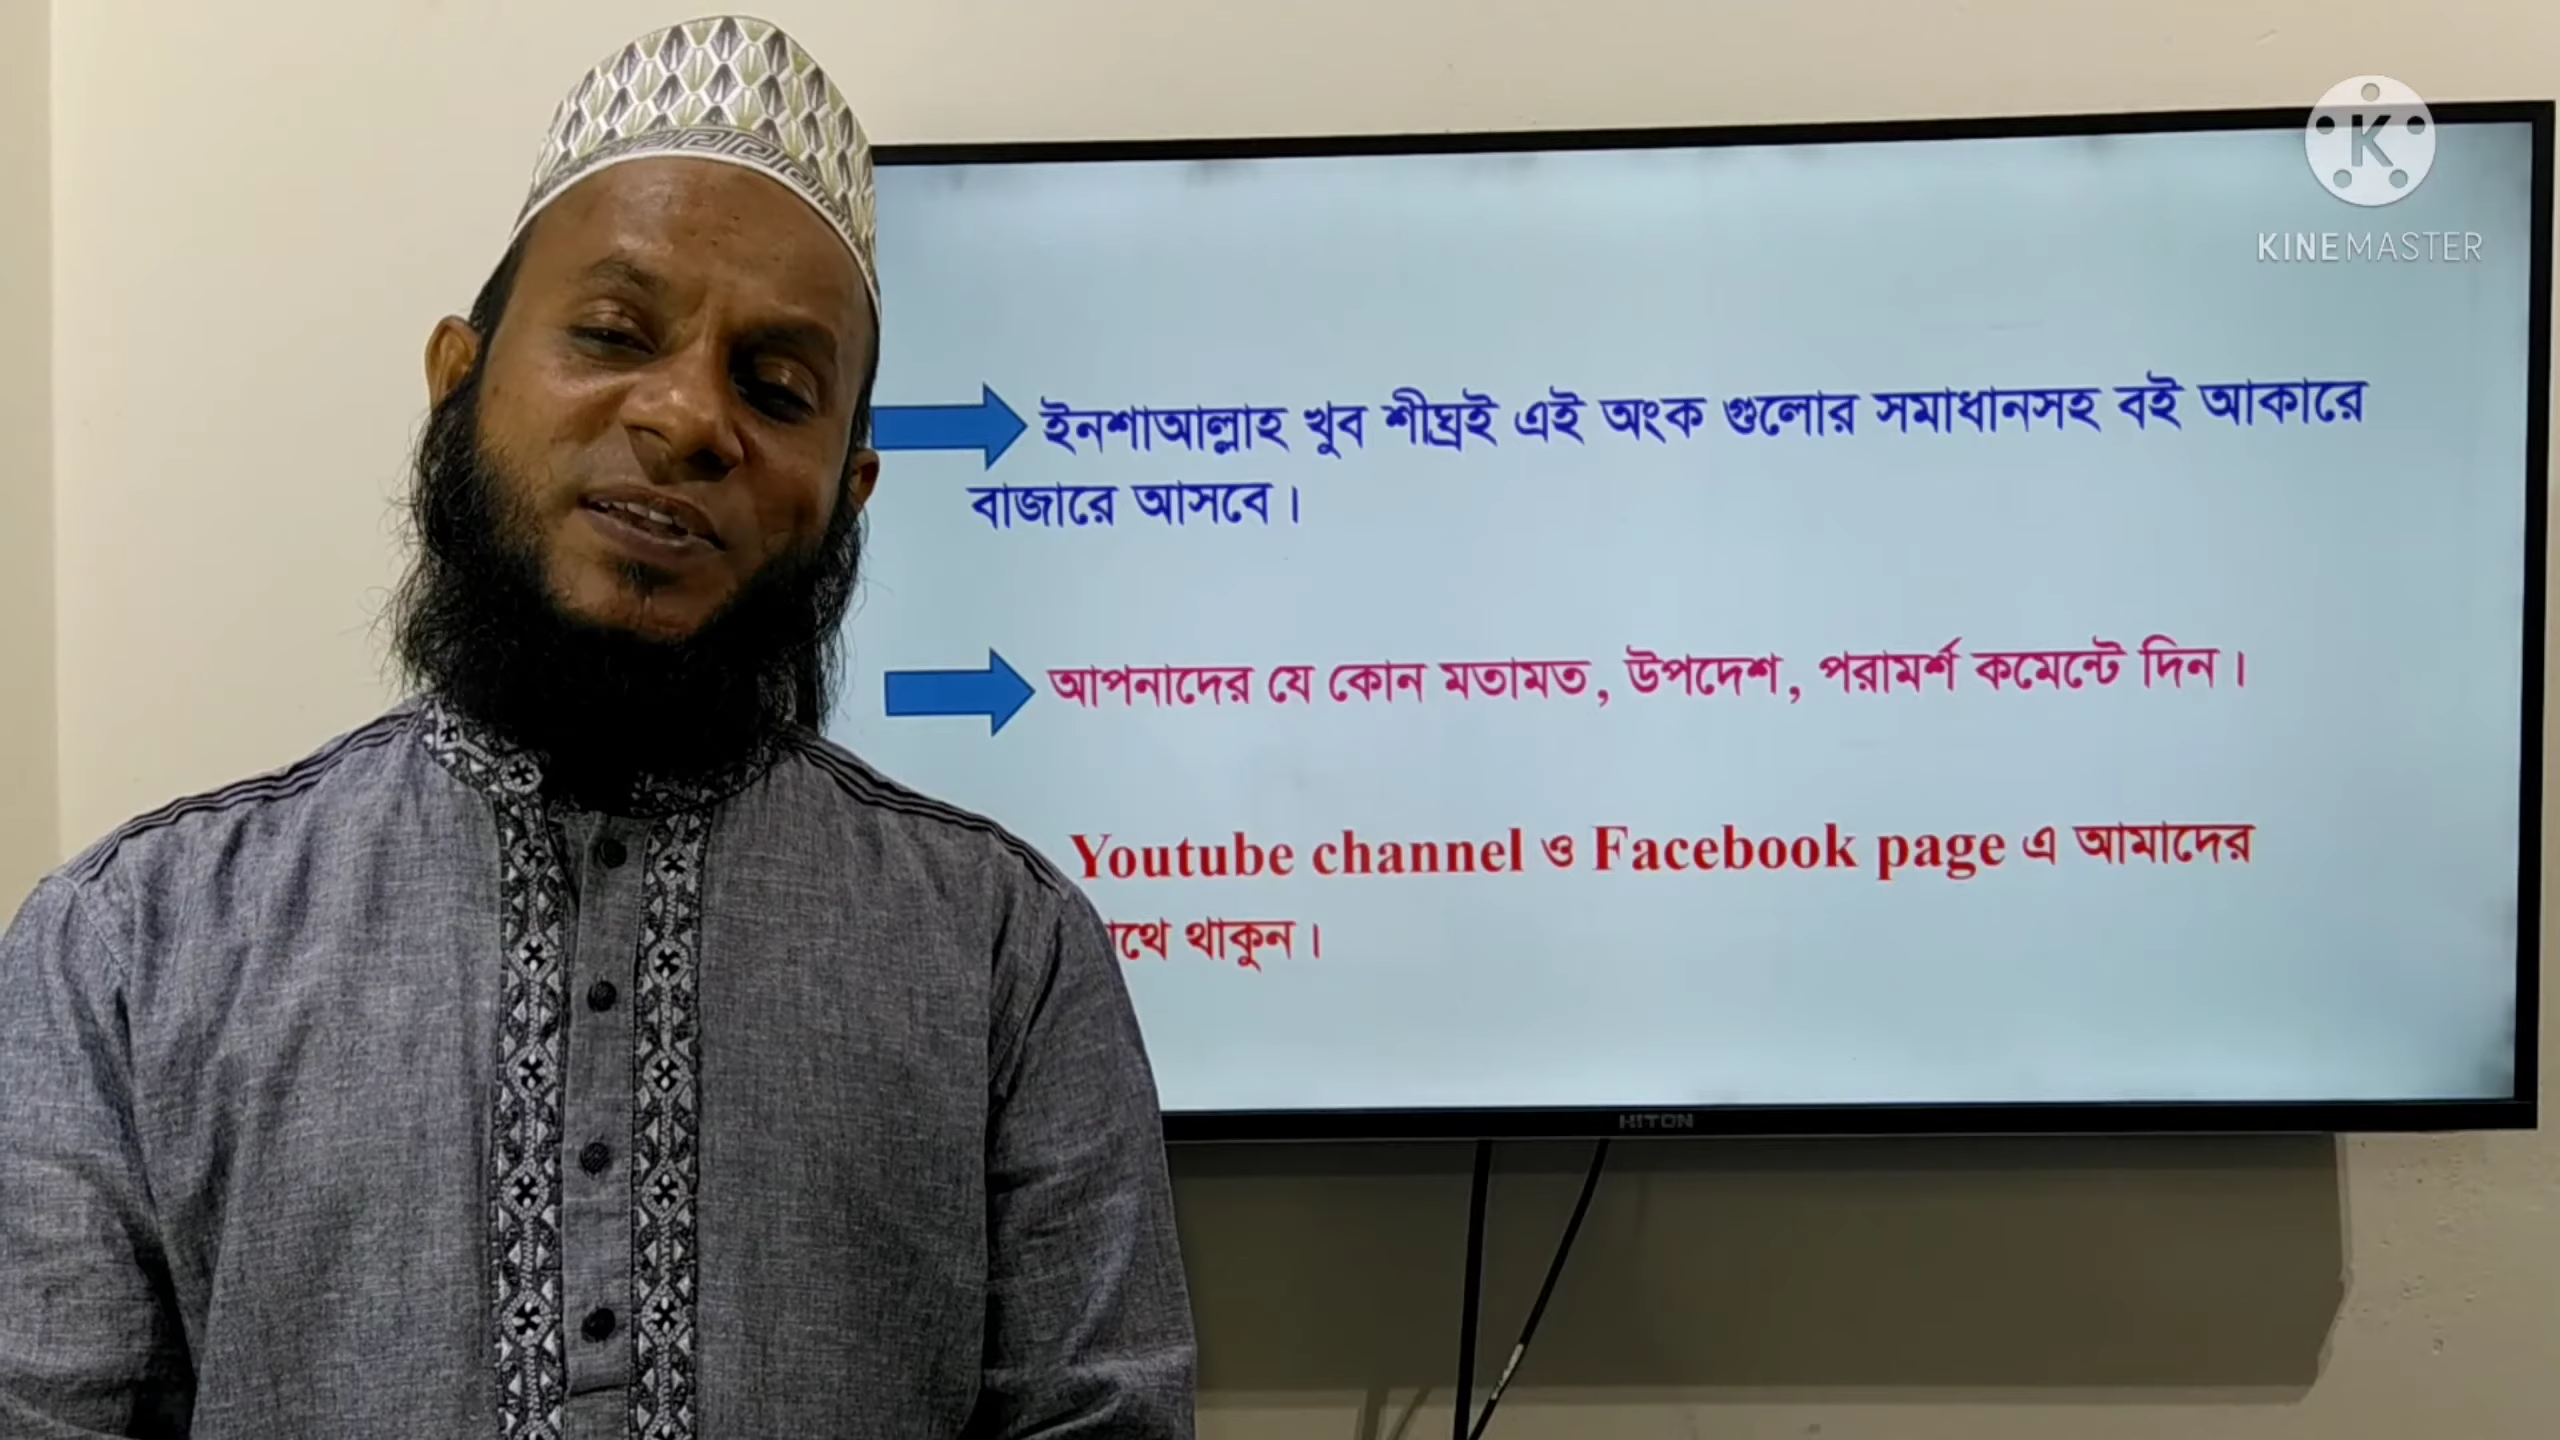 KINEMASTER
ইনশাআল্লাহ খুব শীঘ্রই এই অংক গুলোর সমাধানসহ বই আকারে
বাজারে আসবে।
আপনাদের যে কোন মতামত, উপদেশ, পরামর্শ কমেন্টে দিন।
Youtube channel ও Facebook page এ আমাদের
থাকুন।
HITON